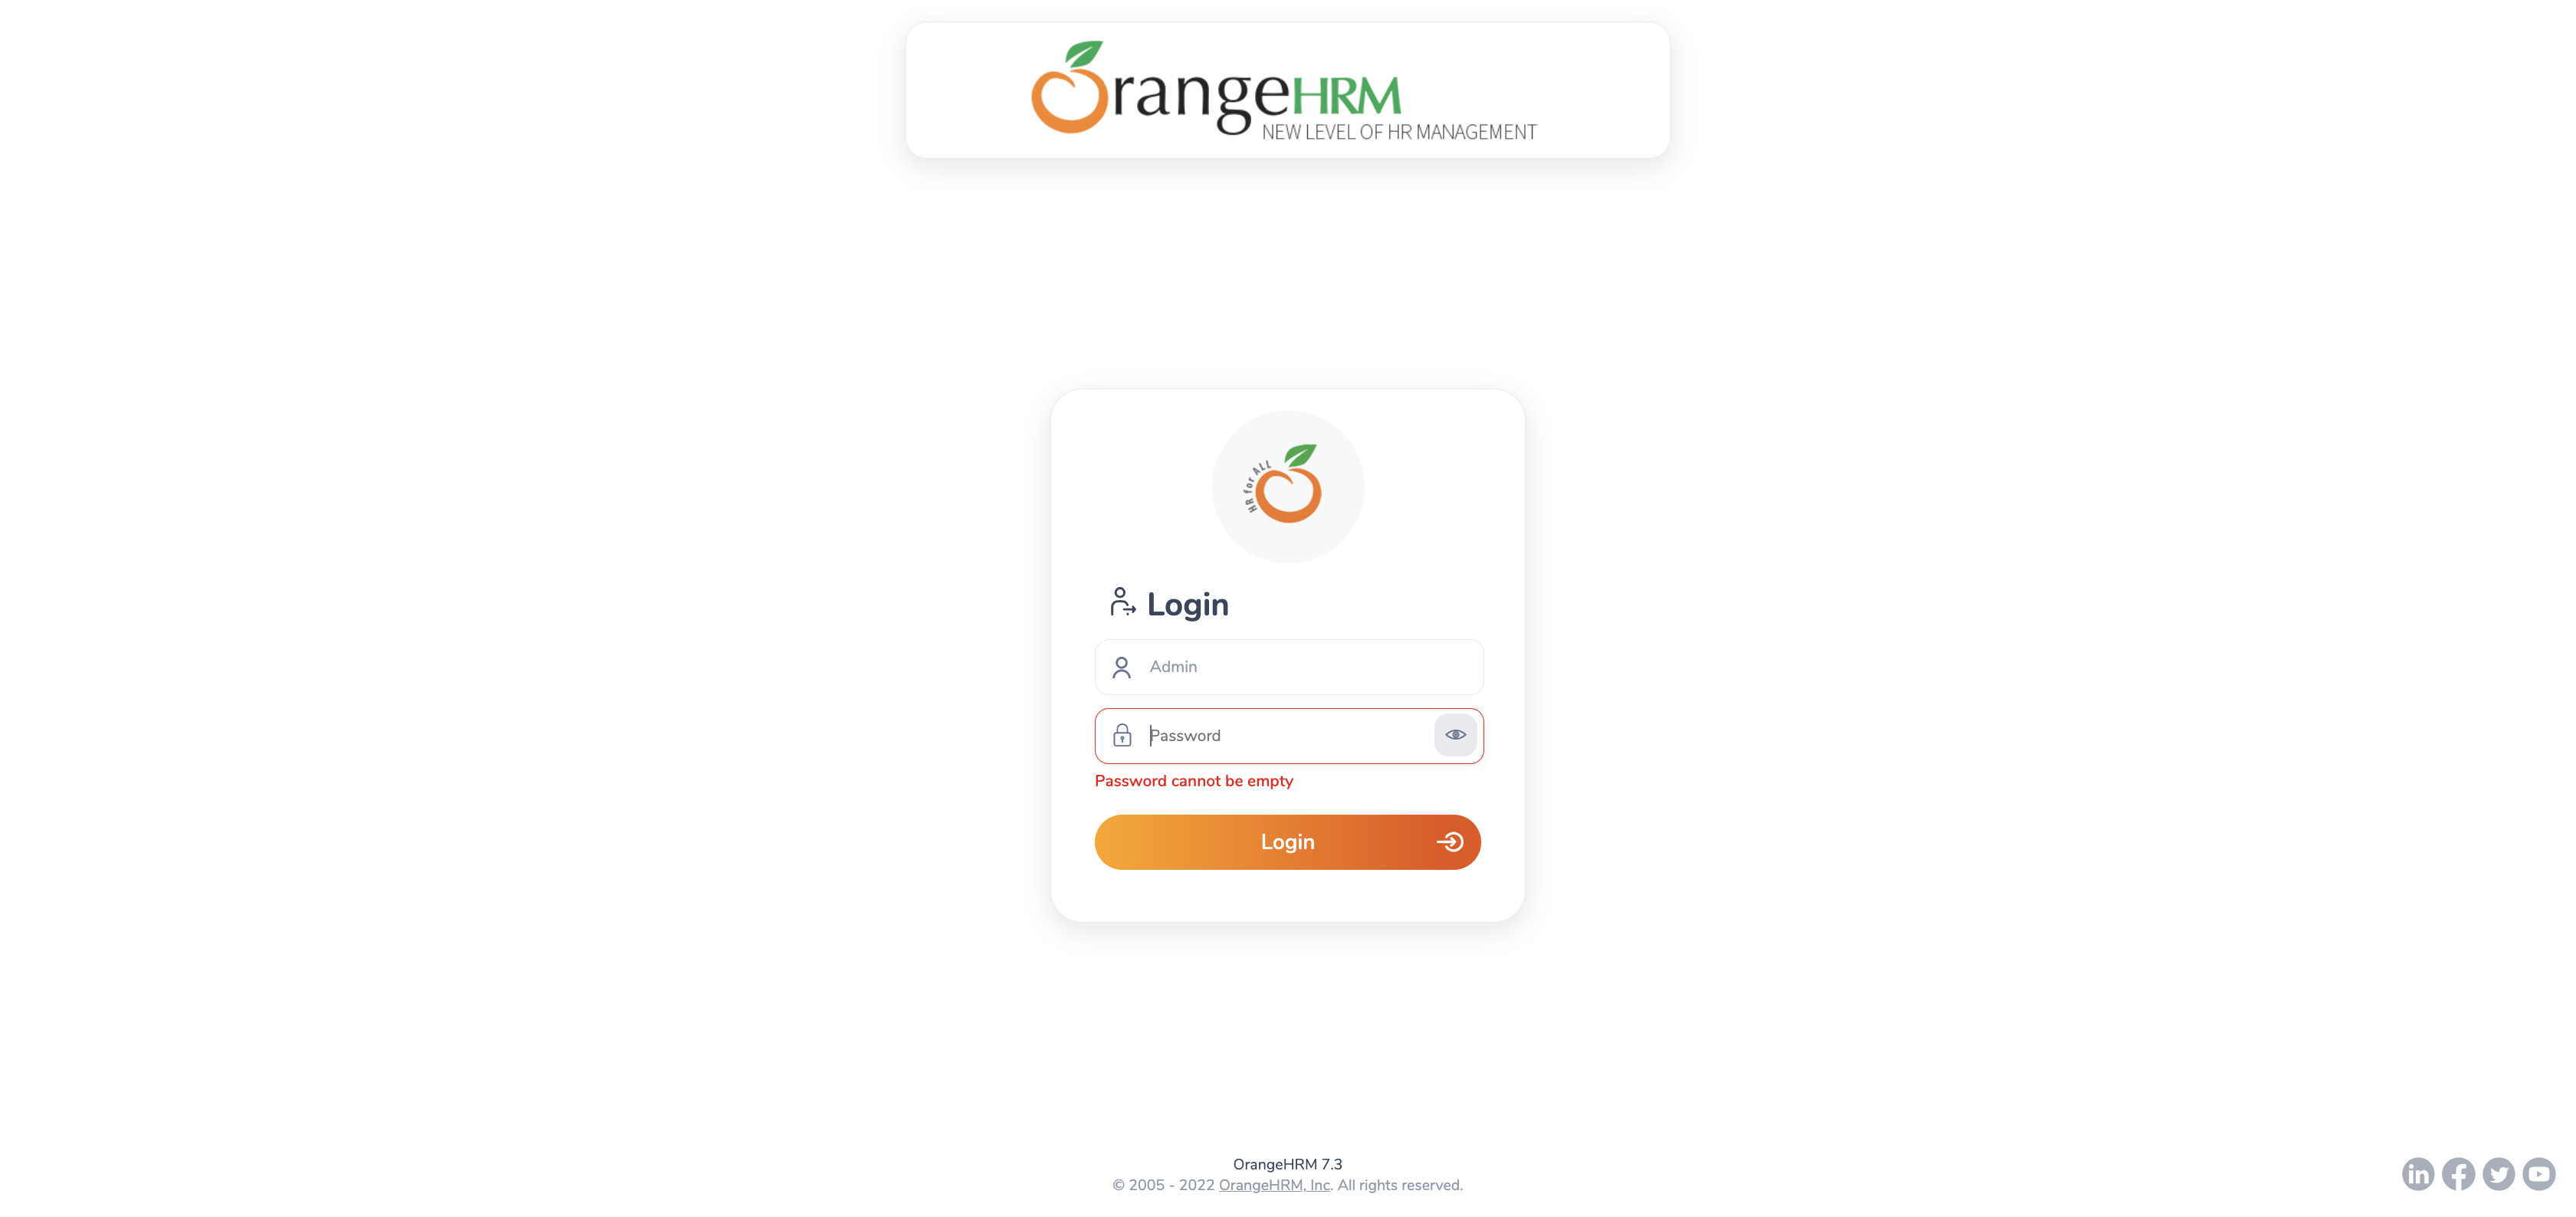 OrangeHRM
NEW LEVEL OF HR MANAGEMENT
HR for ALL
Login
Admin
Password
Password cannot be empty
Login
OrangeHRM 7.3
© 2005 - 2022 OrangeHRM, Inc. All rights reserved.